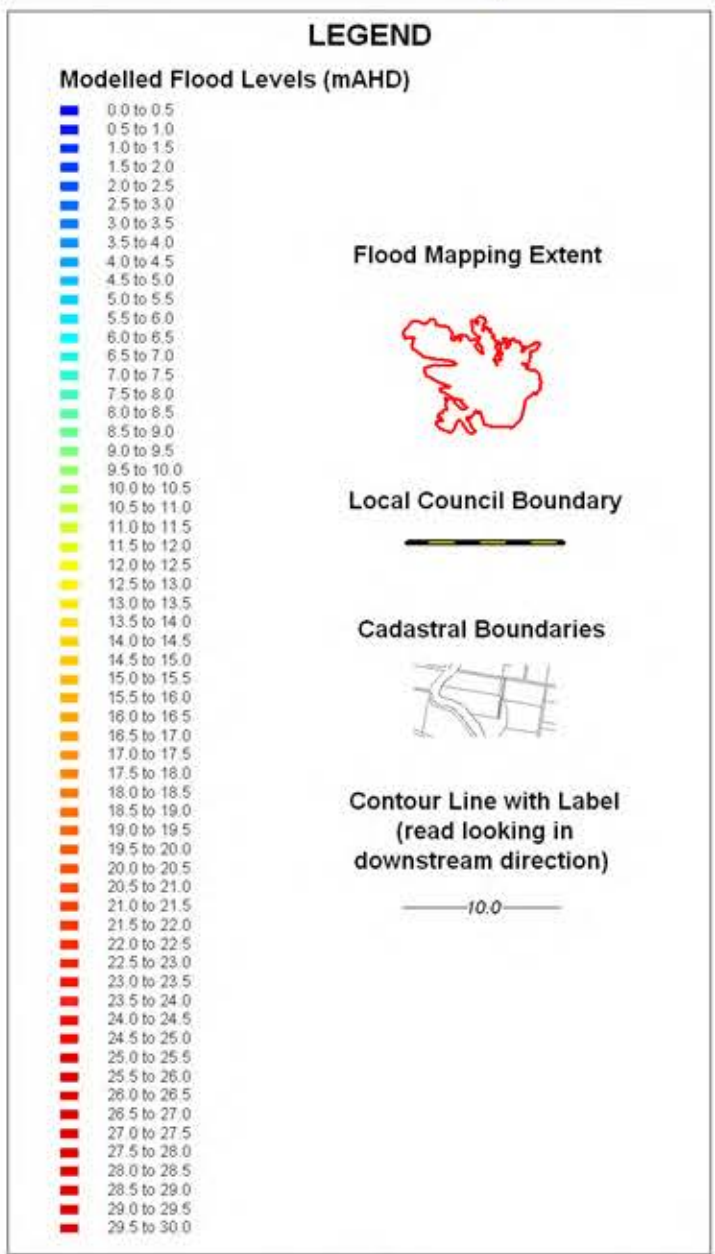 LEGEND
Modelled Flood Levels (mAHD)
0.0 to 0.5
0.5 to 1.0
1.0 to 1.5
1.5 to 2.0
2.0 to 2.5
2.5 to 3.0
3.0 to 3.5
3.5 to 4.0
4.0 to 4.5
4.5 to 5.0
5.0 to 5.5
5.5 to 6.0
6.0 to 6.5
6.5 to 7.0
7.0 to 7.5
7.5 to 8.0
8.0 to 8.5
8.5 to 9.0
9.0 to 9.5
9.5 to 10.0
10.0 to 10.5
10.5 to 11.0
11.0 to 11.5
11.5 to 12.0
12.0 to 12.5
12.5 to 13.0
13.0 to 13.5
13.5 to 14.0
14.0 to 14.5
14.5 to 15.0
15.0 to 15.5
15.5 to 16.0
16.0 to 16.5
16.5 to 17.0
17.0 to 17.5
17.5 to 18.0
18.0 to 18.5
18.5 to 19.0
19.0 to 19.5
19.5 to 20.0
20.0 to 20.5
20.5 to 21.0
21.0 to 21.5
21.5 to 22.0
22.0 to 22.5
22.5 to 23.0
23.0 to 23.5
23.5 to 24.0
24.0 to 24.5
24.5 to 25.0
25.0 to 25.5
25.5 to 26.0
26.0 to 26.5
26.5 to 27.0
27.0 to 27.5
27.5 to 28.0
28.0 to 28.5
28.5 to 29.0
29.0 to 29.5
29.5 to 30.0
Flood Mapping Extent
Local Council Boundary
Cadastral Boundaries
Contour Line with Label
(read looking in
downstream direction)
10.0